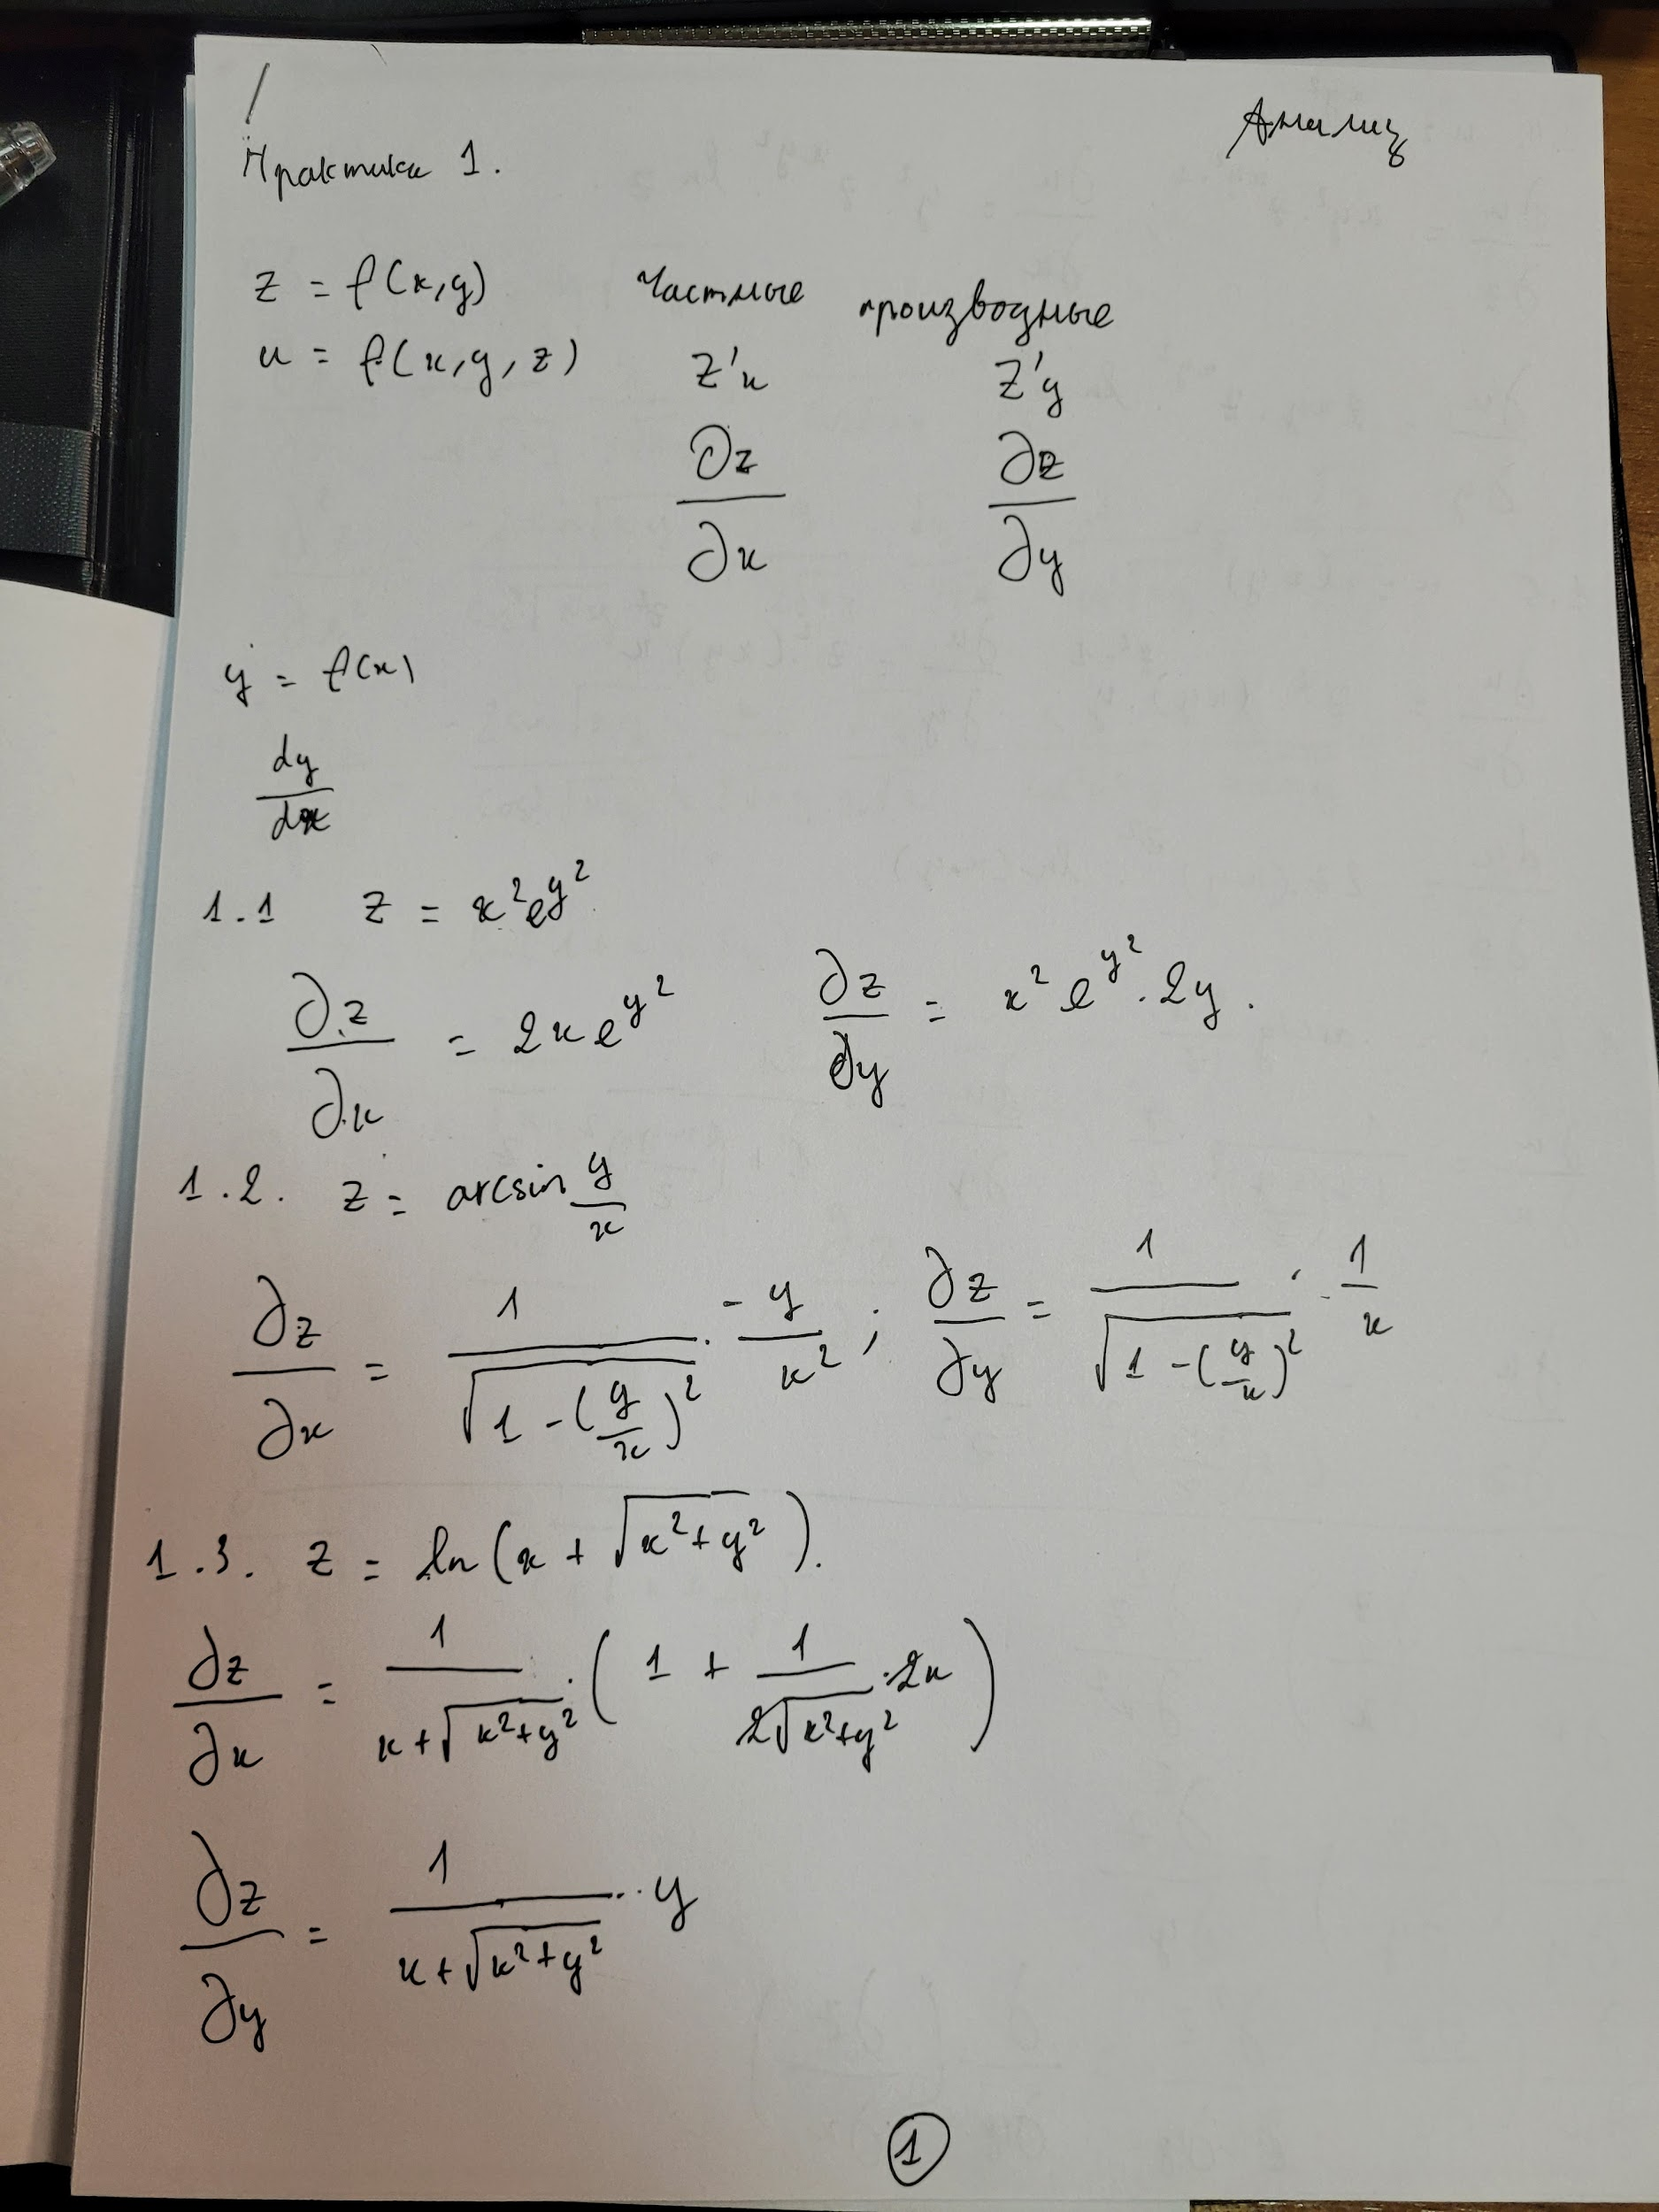 Анализ
Практика 1.
z = f(x,y) Частные производные
u = f(x,y,z) z'x z'y
∂z/∂x ∂z/∂y
y = f(x)
dy/dx
1.1 z = x²e^y²
∂z/∂x = 2xe^y² ∂z/∂y = x²e^y² · 2y.
1.2. z = arcsin y/x
∂z/∂x = 1/√(1-(y/x)²) · -y/x² ; ∂z/∂y = 1/√(1-(y/x)²) · 1/x
1.3. z = ln(x + √(x²+y²)).
∂z/∂x = 1/(x+√(x²+y²)) · (1 + 1/(2√(x²+y²)) · 2x)
∂z/∂y = 1/(x+√(x²+y²)) · y
1